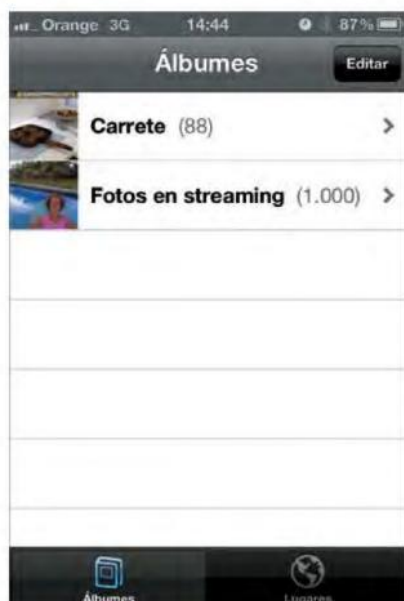 Orange 3G 14:44 87%
Álbumes Editar
Carrete (88)
Fotos en streaming (1.000)
Álbumes Lugares